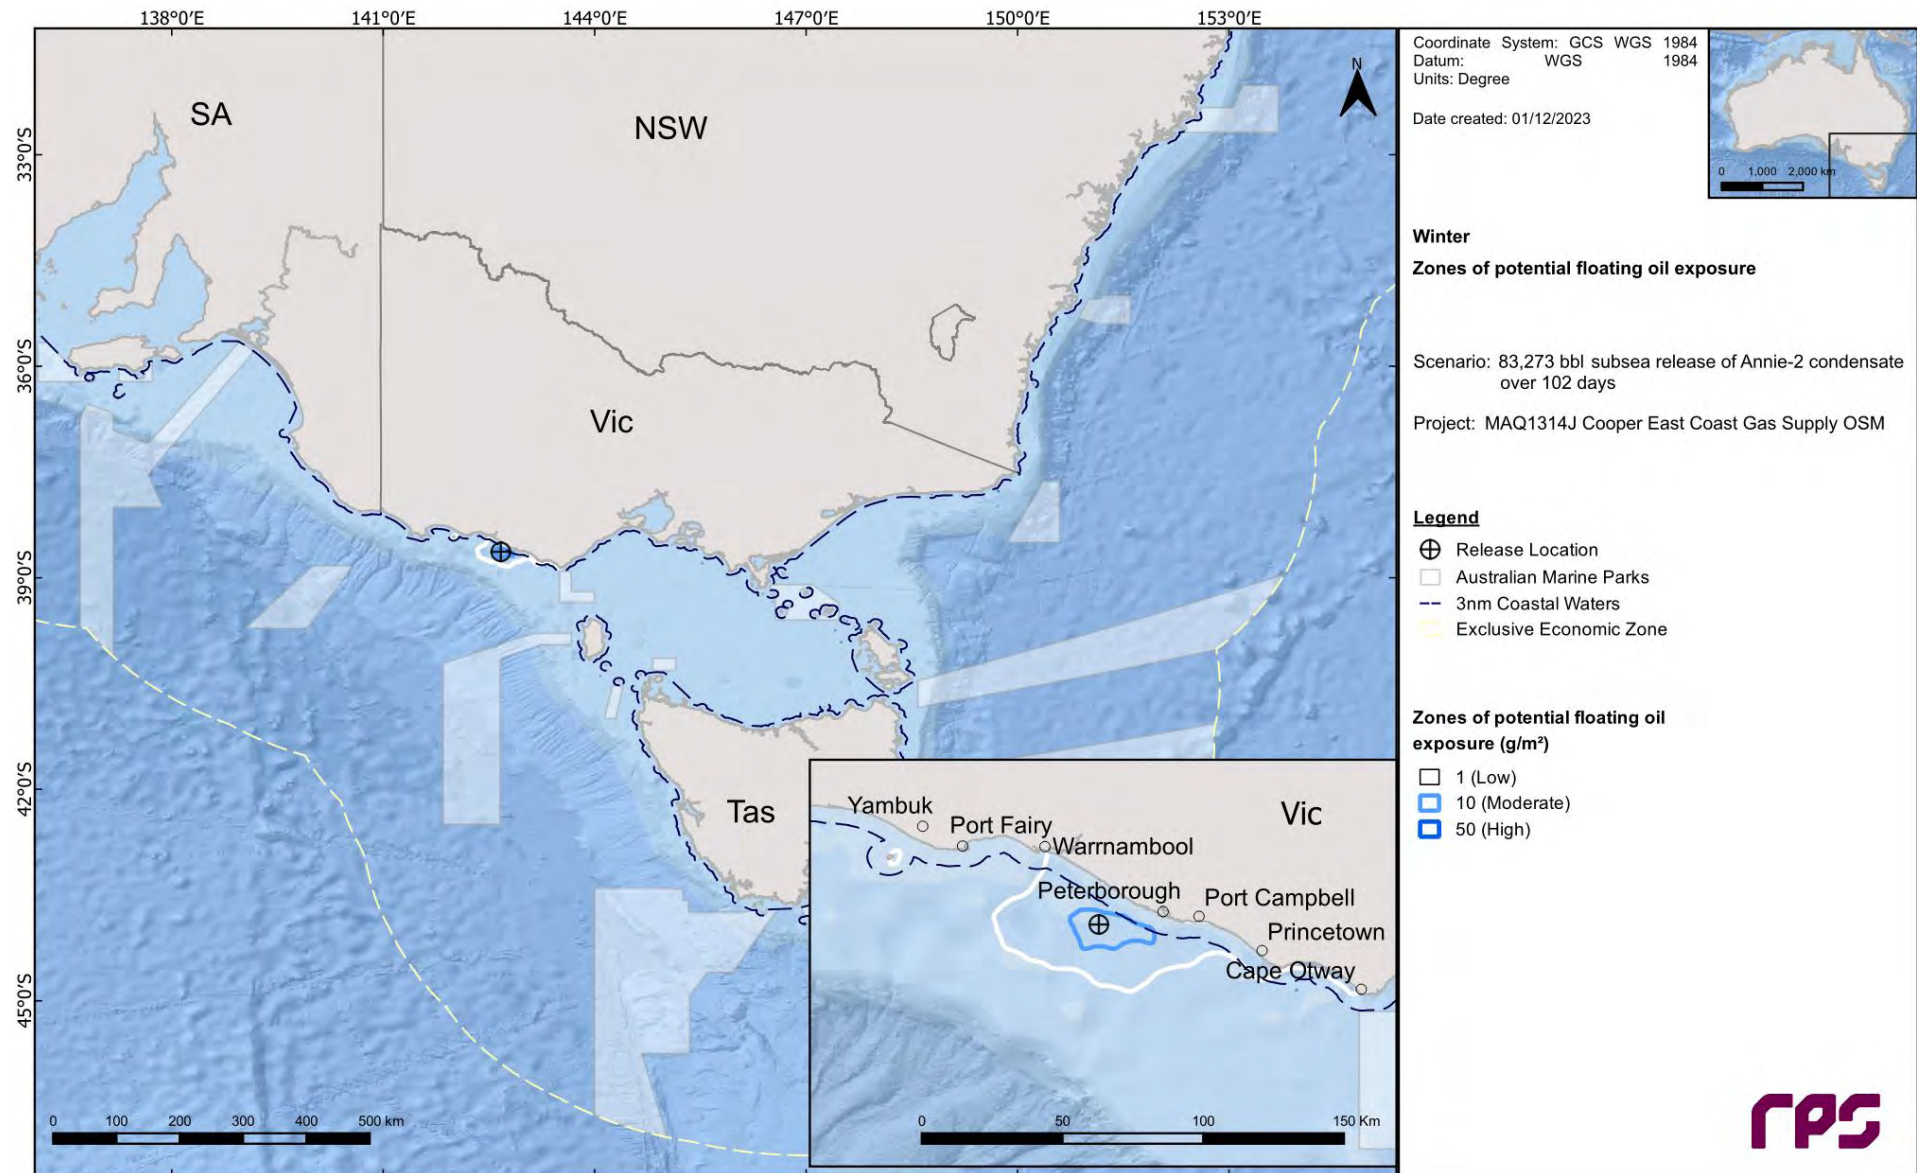 138°0'E 141°0'E 144°0'E 147°0'E 150°0'E 153°0'E
33°0'S
36°0'S
39°0'S
42°0'S
45°0'S
SA
NSW
Vic
Tas
N
0 100 200 300 400 500 km
Vic
Yambuk
Port Fairy
Warrnambool
Peterborough
Port Campbell
Princetown
Cape Otway
0 50 100 150 Km
Coordinate System: GCS WGS 1984
Datum: WGS 1984
Units: Degree
Date created: 01/12/2023
0 1,000 2,000 km
Winter
Zones of potential floating oil exposure
Scenario: 83,273 bbl subsea release of Annie-2 condensate
over 102 days
Project: MAQ1314J Cooper East Coast Gas Supply OSM
Legend
Release Location
Australian Marine Parks
3nm Coastal Waters
Exclusive Economic Zone
Zones of potential floating oil
exposure (g/m²)
1 (Low)
10 (Moderate)
50 (High)
rps